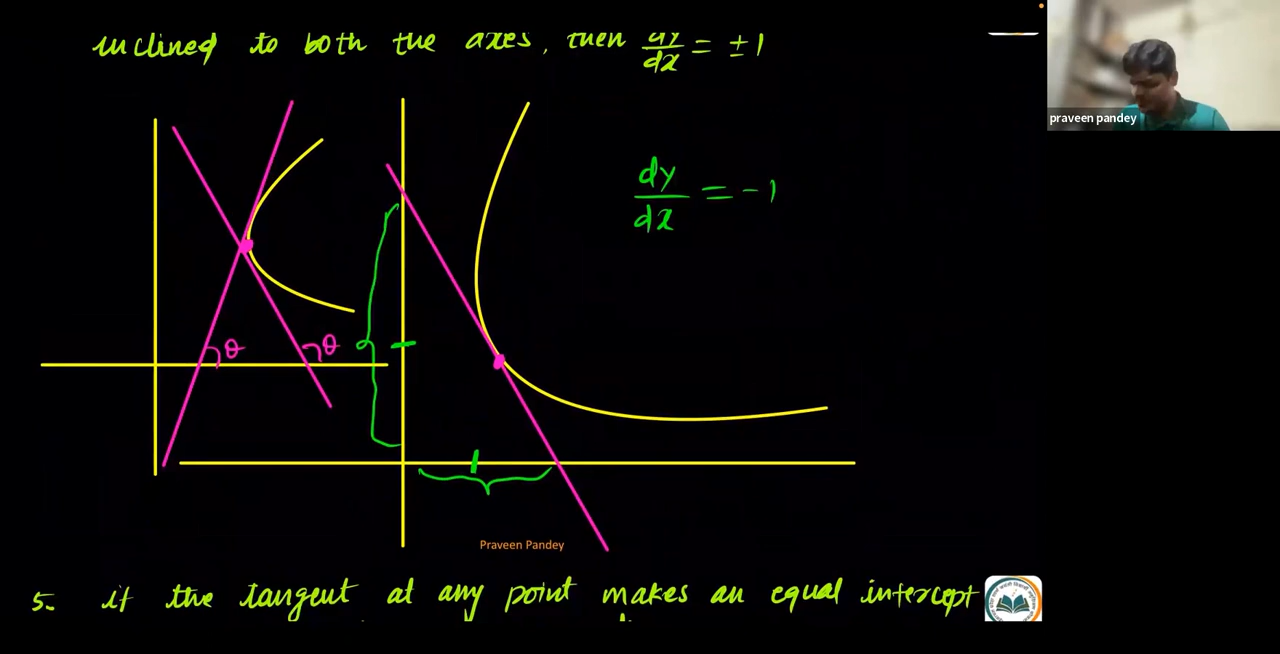 inclined to both the axes, then dy/dx = ±1
praveen pandey
dy/dx = -1
θ θ
Praveen Pandey
5. if the tangent at any point makes an equal intercept